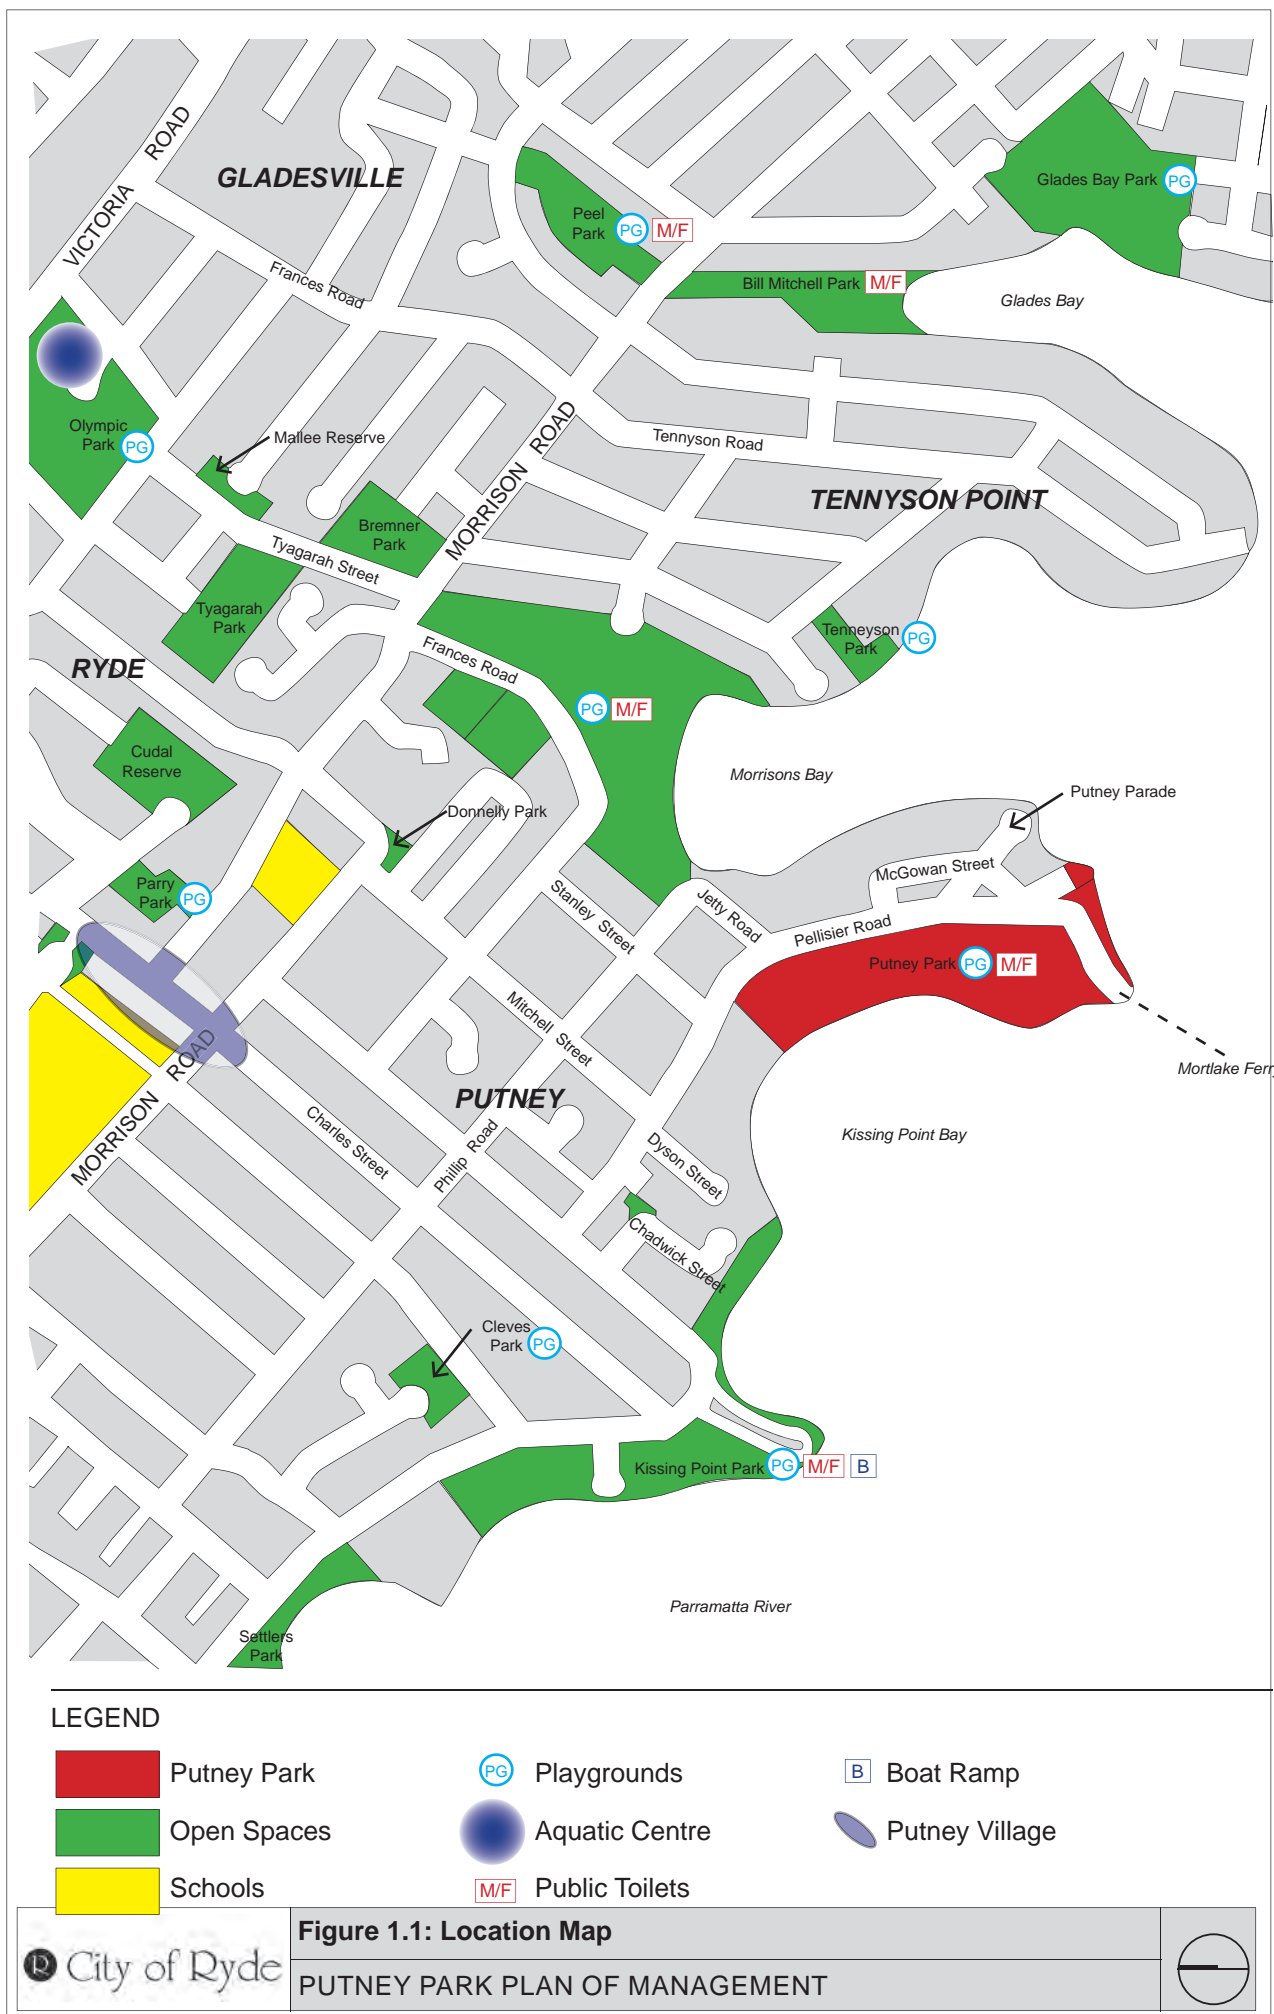 VICTORIA ROAD
GLADESVILLE
Glades Bay Park PG
Peel
Park PG M/F
Frances Road
Bill Mitchell Park M/F
Glades Bay
Olympic
Park PG
Mallee Reserve
MORRISON ROAD
Tennyson Road
TENNYSON POINT
Bremner
Park
Tyagarah Street
Tyagarah
Park
Tenneyson
Park PG
RYDE
Frances Road
PG M/F
Cudal
Reserve
Morrisons Bay
Putney Parade
Donnelly Park
McGowan Street
Parry
Park PG
Stanley Street
Jetty Road
Pellisier Road
Putney Park PG M/F
Mitchell Street
MORRISON ROAD
Mortlake Ferry
PUTNEY
Charles Street
Phillip Road
Kissing Point Bay
Dyson Street
Chadwick Street
Cleves
Park PG
Kissing Point Park PG M/F B
Parramatta River
Settlers
Park
LEGEND
Putney Park
PG Playgrounds
B Boat Ramp
Open Spaces
Aquatic Centre
Putney Village
Schools
M/F Public Toilets
R City of Ryde
Figure 1.1: Location Map
PUTNEY PARK PLAN OF MANAGEMENT